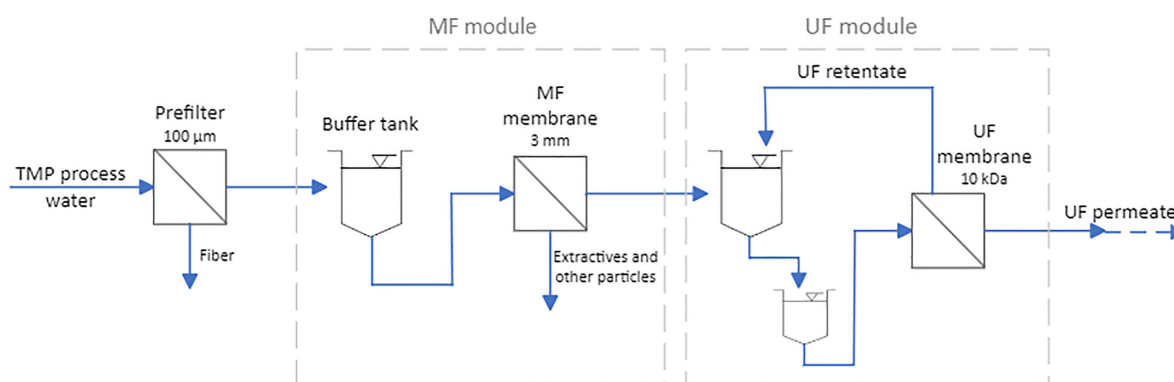 MF module
UF module
UF retentate
Prefilter
100 µm
Buffer tank
MF
membrane
3 mm
UF
membrane
10 kDa
TMP process
water
UF permeate
Fiber
Extractives and
other particles